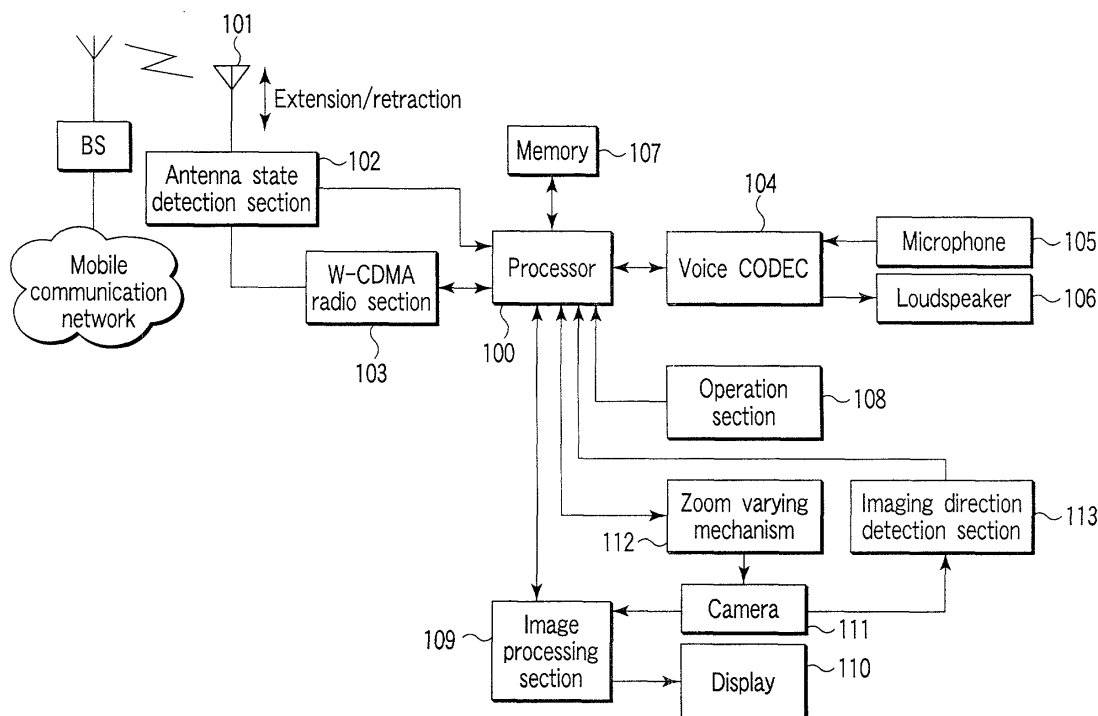 101
Extension/retraction
BS
102
Antenna state
detection section
Memory
107
104
Microphone
105
Mobile
communication
network
W-CDMA
radio section
103
Processor
100
Voice CODEC
Loudspeaker
106
Operation
section
108
Zoom varying
mechanism
112
Imaging direction
detection section
113
109
Image
processing
section
Camera
111
Display
110